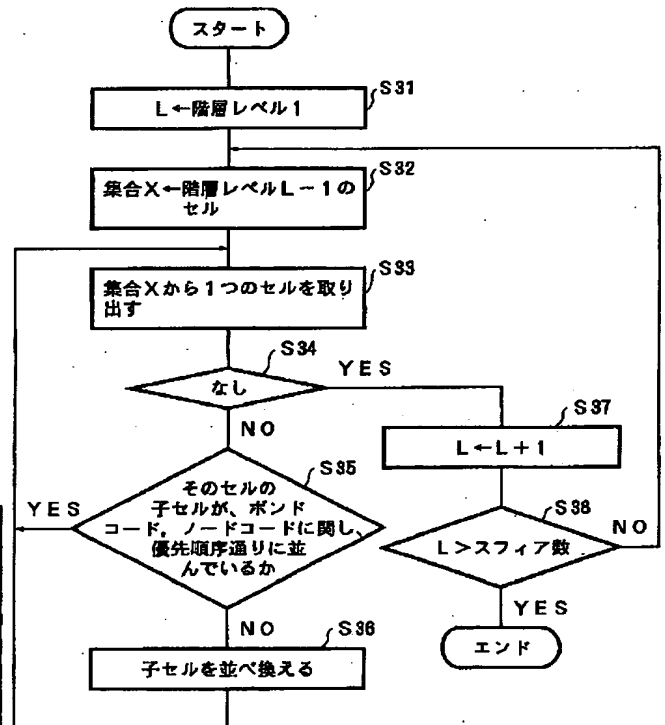 スタート
S31
L←階層レベル1
S32
集合X←階層レベルL-1の
セル
S33
集合Xから1つのセルを取り
出す
S34
なし
YES
NO
S37
L←L+1
S35
そのセルの
子セルが、ボンド
コード,ノードコードに関し、
優先順序通りに並
んでいるか
YES
S38
L>スフィア数
NO
YES
エンド
NO
S36
子セルを並べ換える